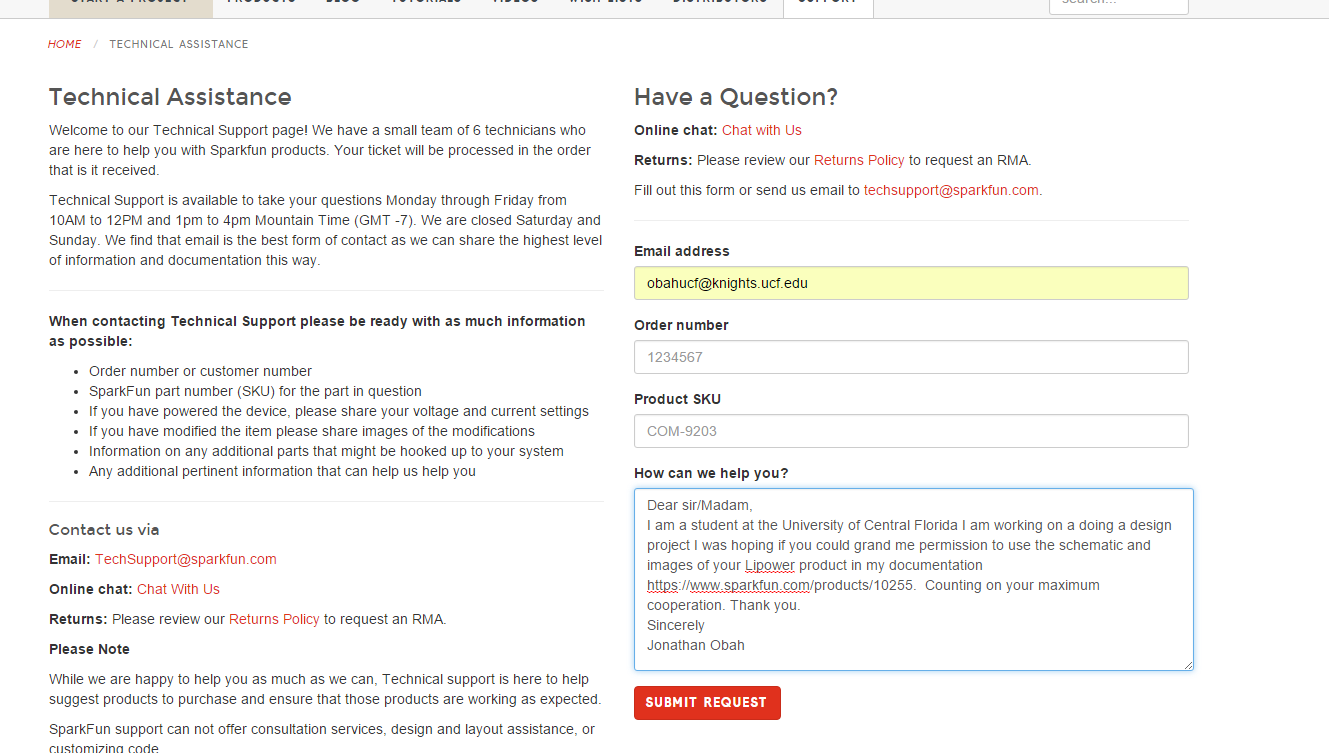 START A PROJECT PRODUCTS BLOG TUTORIALS VIDEOS WISH LISTS DISTRIBUTORS SUPPORT search...
HOME / TECHNICAL ASSISTANCE
Technical Assistance
Welcome to our Technical Support page! We have a small team of 6 technicians who
are here to help you with Sparkfun products. Your ticket will be processed in the order
that is it received.
Technical Support is available to take your questions Monday through Friday from
10AM to 12PM and 1pm to 4pm Mountain Time (GMT -7). We are closed Saturday and
Sunday. We find that email is the best form of contact as we can share the highest level
of information and documentation this way.
When contacting Technical Support please be ready with as much information
as possible:
• Order number or customer number
• SparkFun part number (SKU) for the part in question
• If you have powered the device, please share your voltage and current settings
• If you have modified the item please share images of the modifications
• Information on any additional parts that might be hooked up to your system
• Any additional pertinent information that can help us help you
Contact us via
Email: TechSupport@sparkfun.com
Online chat: Chat With Us
Returns: Please review our Returns Policy to request an RMA.
Please Note
While we are happy to help you as much as we can, Technical support is here to help
suggest products to purchase and ensure that those products are working as expected.
SparkFun support can not offer consultation services, design and layout assistance, or
customizing code
Have a Question?
Online chat: Chat with Us
Returns: Please review our Returns Policy to request an RMA.
Fill out this form or send us email to techsupport@sparkfun.com.
Email address
obahucf@knights.ucf.edu
Order number
1234567
Product SKU
COM-9203
How can we help you?
Dear sir/Madam,
I am a student at the University of Central Florida I am working on a doing a design
project I was hoping if you could grand me permission to use the schematic and
images of your Lipower product in my documentation
https://www.sparkfun.com/products/10255.  Counting on your maximum
cooperation. Thank you.
Sincerely
Jonathan Obah
SUBMIT REQUEST